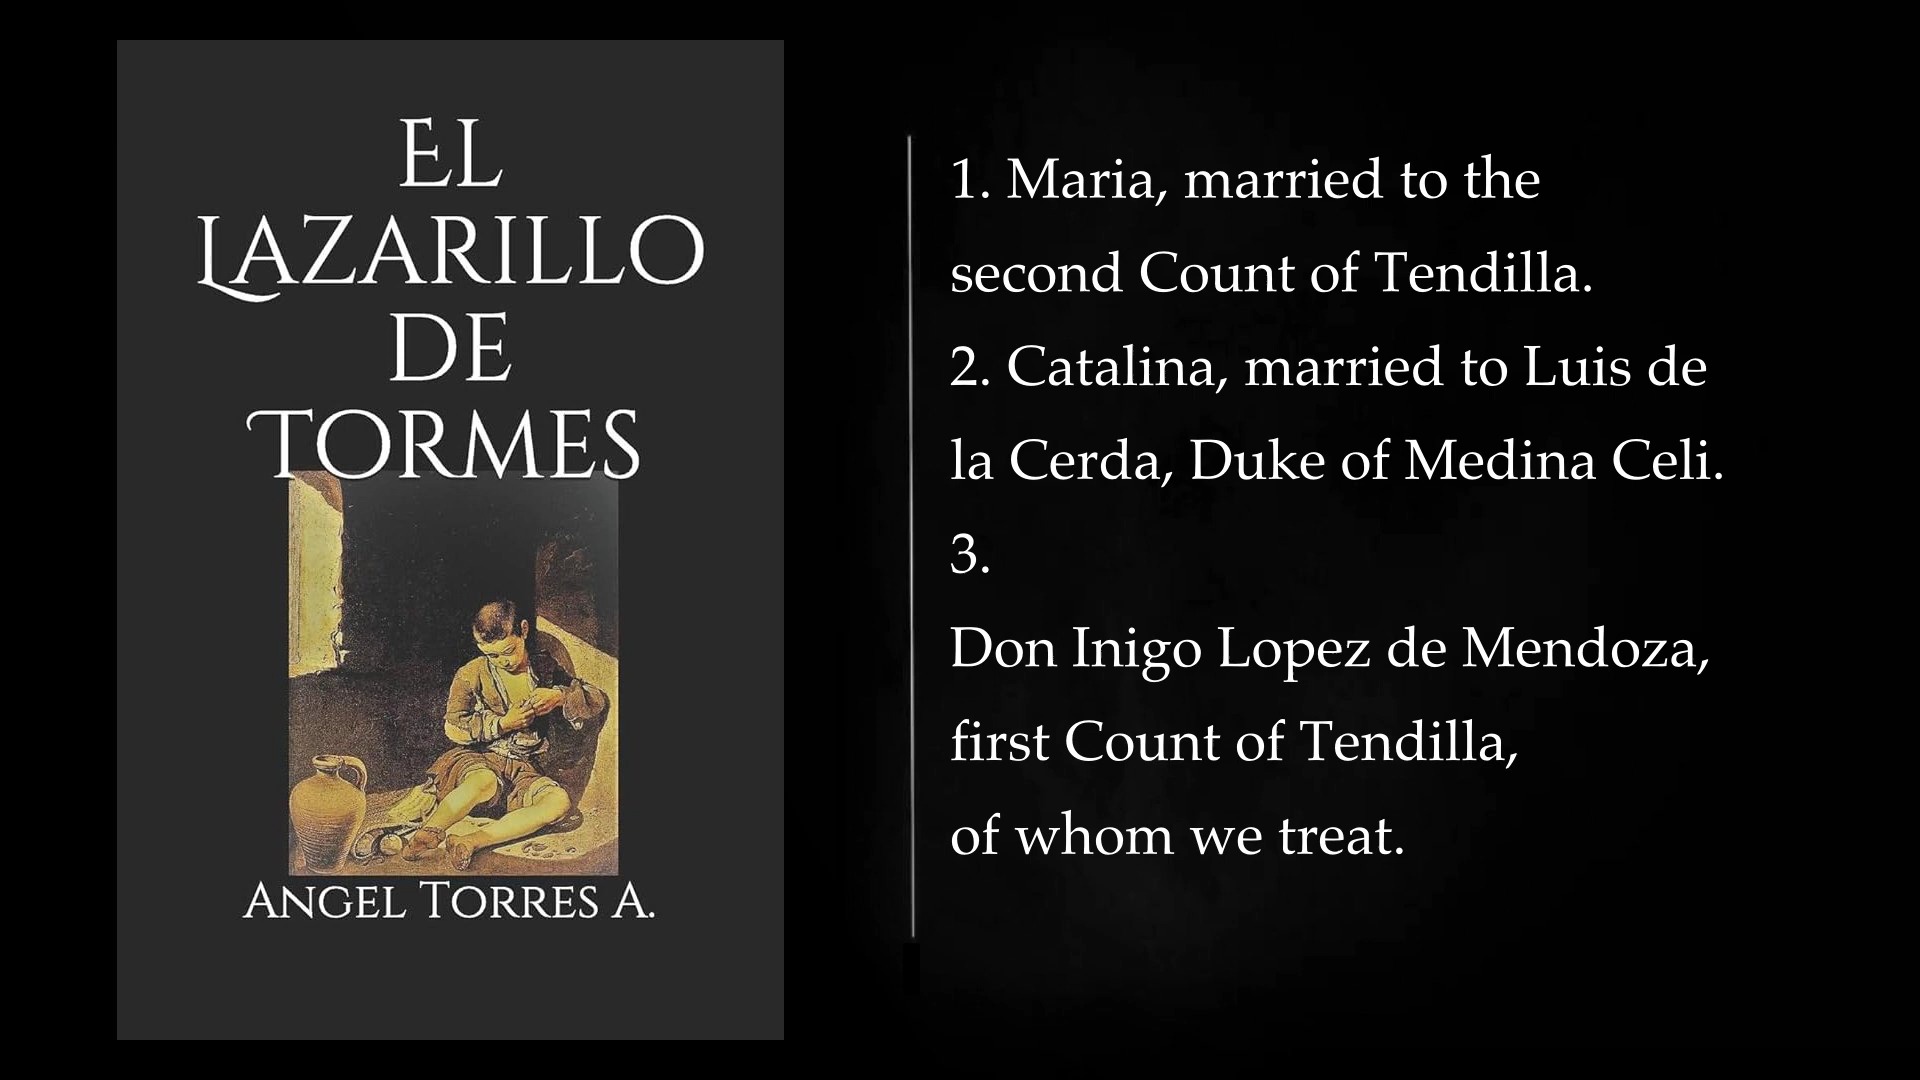 EL
LAZARILLO
DE
TORMES
ANGEL TORRES A.
1. Maria, married to the
second Count of Tendilla.
2. Catalina, married to Luis de
la Cerda, Duke of Medina Celi.
3.
Don Inigo Lopez de Mendoza,
first Count of Tendilla,
of whom we treat.